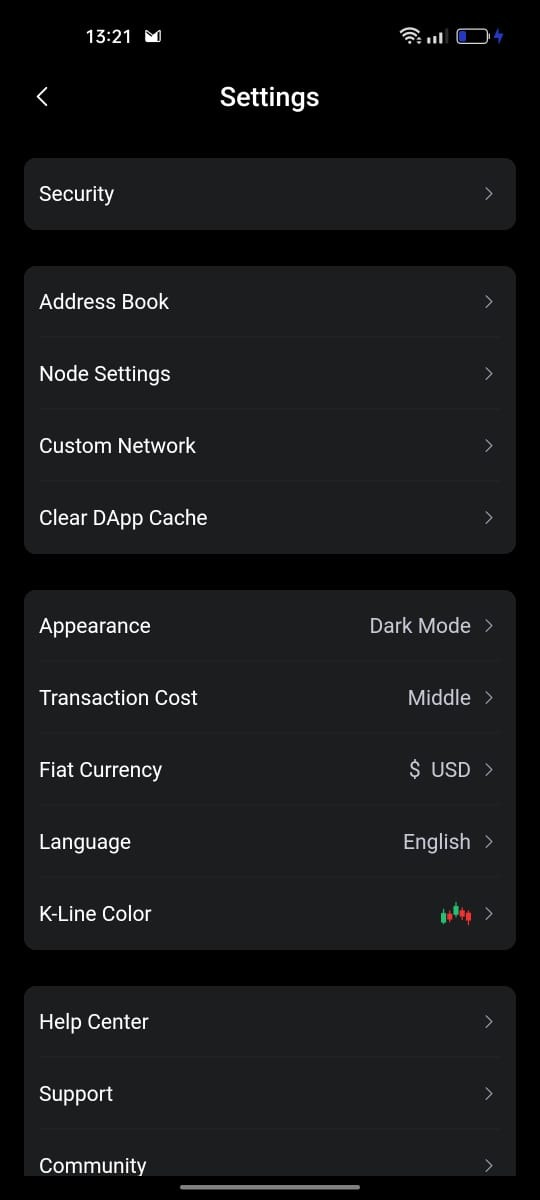 13:21
Settings
Security
Address Book
Node Settings
Custom Network
Clear DApp Cache
Appearance Dark Mode
Transaction Cost Middle
Fiat Currency $ USD
Language English
K-Line Color
Help Center
Support
Community